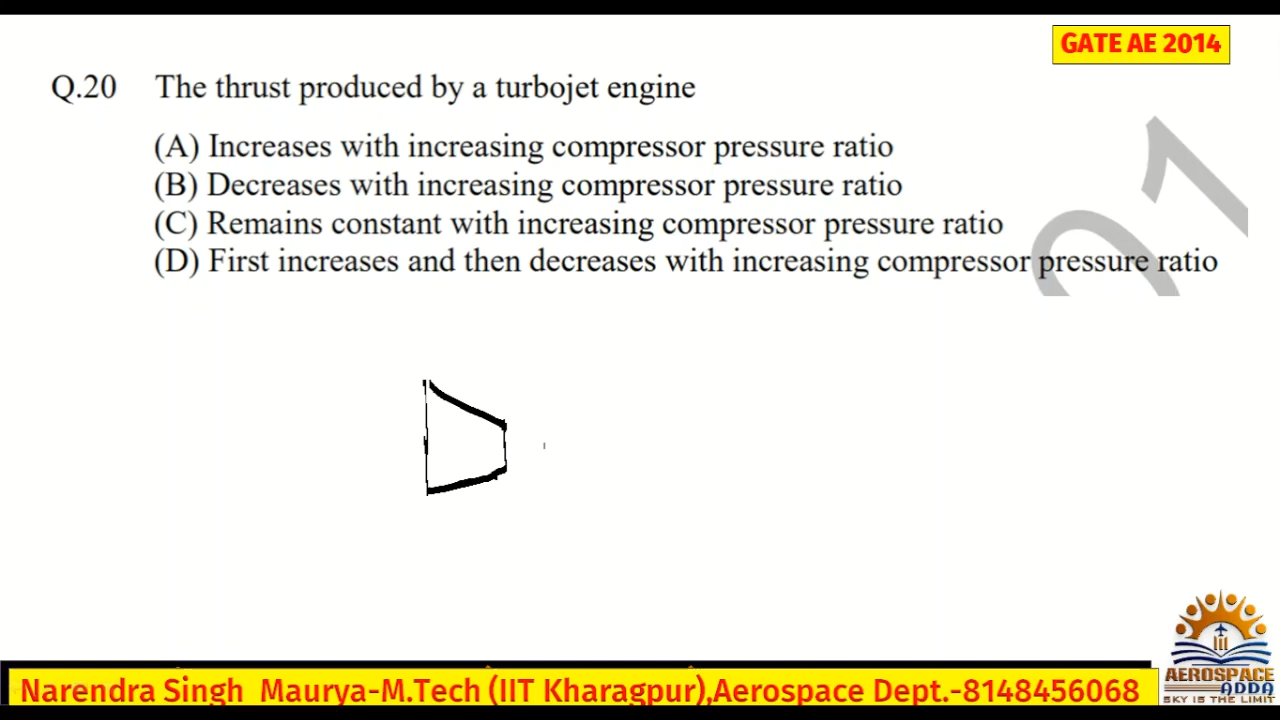 GATE AE 2014
Q.20 The thrust produced by a turbojet engine
(A) Increases with increasing compressor pressure ratio
(B) Decreases with increasing compressor pressure ratio
(C) Remains constant with increasing compressor pressure ratio
(D) First increases and then decreases with increasing compressor pressure ratio
Narendra Singh Maurya-M.Tech (IIT Kharagpur),Aerospace Dept.-8148456068
AEROSPACE
ADDA
SKY IS THE LIMIT